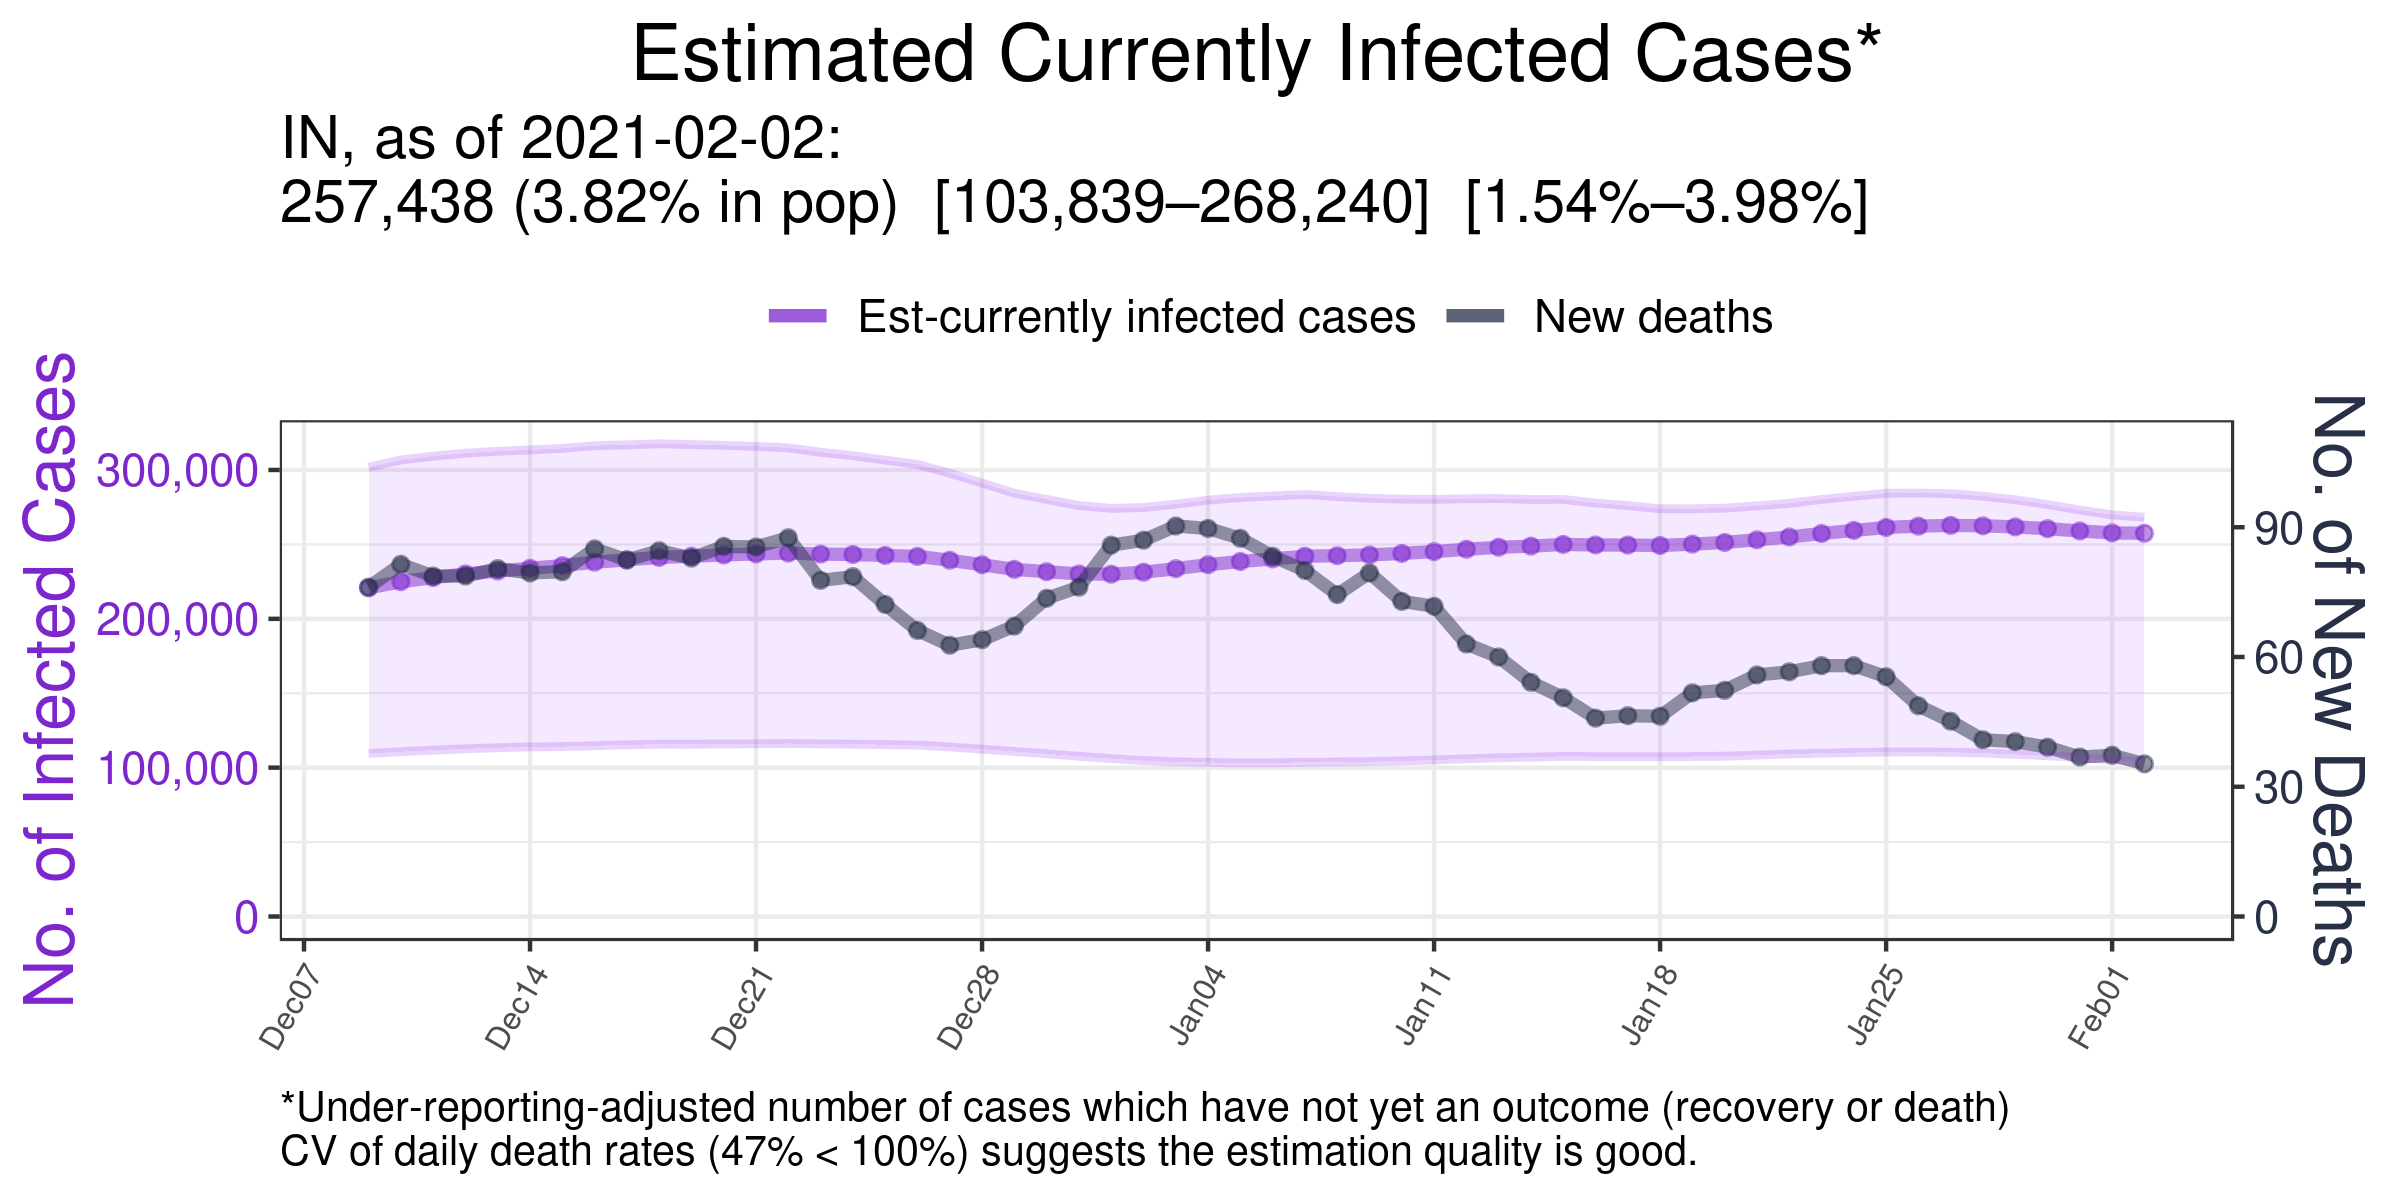 Estimated Currently Infected Cases*
IN, as of 2021-02-02:
257,438 (3.82% in pop) [103,839–268,240] [1.54%–3.98%]
Est-currently infected cases
New deaths
No. of Infected Cases
300,000
200,000
100,000
0
90
60
30
0
No. of New Deaths
Dec07
Dec14
Dec21
Dec28
Jan04
Jan11
Jan18
Jan25
Feb01
*Under-reporting-adjusted number of cases which have not yet an outcome (recovery or death)
CV of daily death rates (47% < 100%) suggests the estimation quality is good.